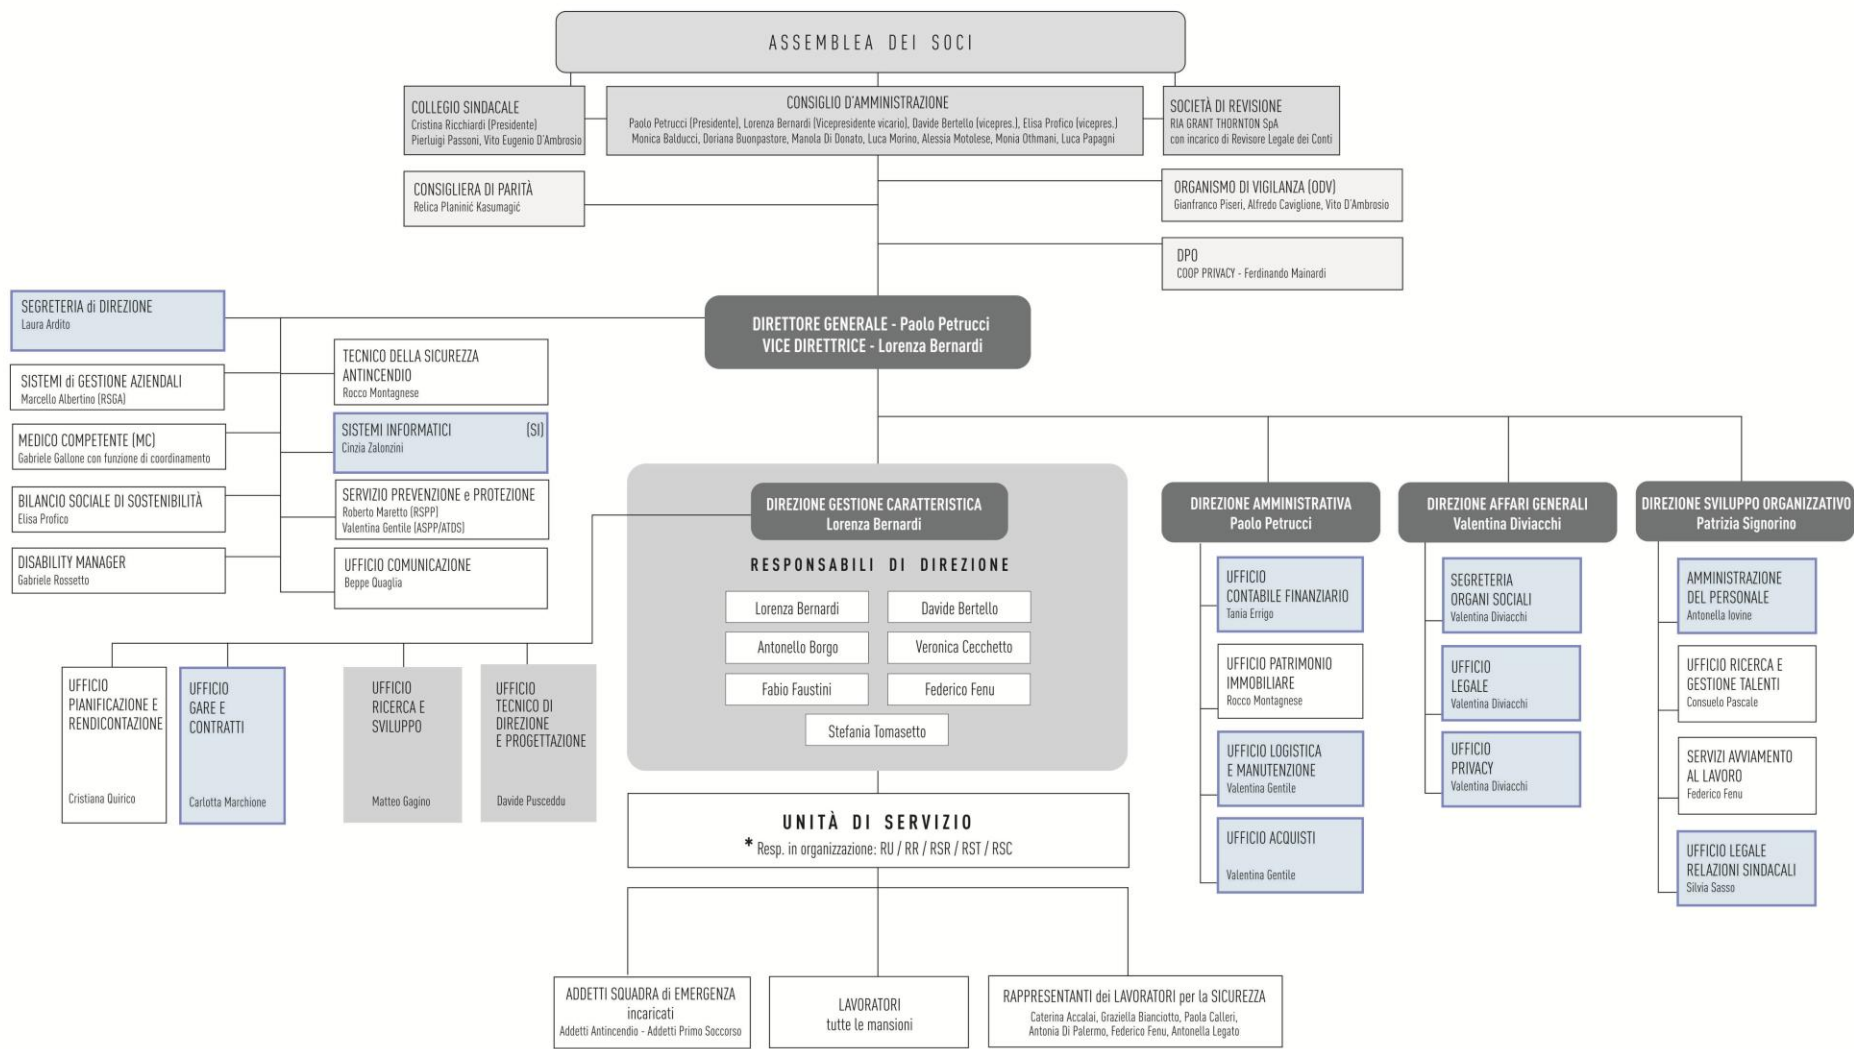 ASSEMBLEA DEI SOCI
COLLEGIO SINDACALE
Cristina Ricchiardi (Presidente)
Pierluigi Passoni, Vito Eugenio D'Ambrosio
CONSIGLIO D'AMMINISTRAZIONE
Paolo Petrucci (Presidente), Lorenza Bernardi (Vicepresidente vicario), Davide Bertello (vicepres.), Elisa Profico (vicepres.)
Monica Balducci, Doriana Buonpastore, Manola Di Donato, Luca Morino, Alessia Motolese, Monia Othmani, Luca Papagni
SOCIETÀ DI REVISIONE
RIA GRANT THORNTON SpA
con incarico di Revisore Legale dei Conti
CONSIGLIERA DI PARITÀ
Relica Planinić Kasumagić
ORGANISMO DI VIGILANZA (ODV)
Gianfranco Piseri, Alfredo Caviglione, Vito D'Ambrosio
DPO
COOP PRIVACY - Ferdinando Mainardi
SEGRETERIA di DIREZIONE
Laura Ardito
DIRETTORE GENERALE - Paolo Petrucci
VICE DIRETTRICE - Lorenza Bernardi
TECNICO DELLA SICUREZZA
ANTINCENDIO
Rocco Montagnese
SISTEMI di GESTIONE AZIENDALI
Marcello Albertino (RSGA)
SISTEMI INFORMATICI (SI)
Cinzia Zalonzini
MEDICO COMPETENTE (MC)
Gabriele Gallone con funzione di coordinamento
SERVIZIO PREVENZIONE e PROTEZIONE
Roberto Maretto (RSPP)
Valentina Gentile (ASPP/ATDS)
BILANCIO SOCIALE DI SOSTENIBILITÀ
Elisa Profico
UFFICIO COMUNICAZIONE
Beppe Quaglia
DISABILITY MANAGER
Gabriele Rossetto
DIREZIONE GESTIONE CARATTERISTICA
Lorenza Bernardi
RESPONSABILI DI DIREZIONE
Lorenza Bernardi
Davide Bertello
Antonello Borgo
Veronica Cecchetto
Fabio Faustini
Federico Fenu
Stefania Tomasetto
DIREZIONE AMMINISTRATIVA
Paolo Petrucci
UFFICIO
CONTABILE FINANZIARIO
Tania Errigo
UFFICIO PATRIMONIO
IMMOBILIARE
Rocco Montagnese
UFFICIO LOGISTICA
E MANUTENZIONE
Valentina Gentile
UFFICIO ACQUISTI
Valentina Gentile
DIREZIONE AFFARI GENERALI
Valentina Diviacchi
SEGRETERIA
ORGANI SOCIALI
Valentina Diviacchi
UFFICIO
LEGALE
Valentina Diviacchi
UFFICIO
PRIVACY
Valentina Diviacchi
DIREZIONE SVILUPPO ORGANIZZATIVO
Patrizia Signorino
AMMINISTRAZIONE
DEL PERSONALE
Antonella Iovine
UFFICIO RICERCA E
GESTIONE TALENTI
Consuelo Pascale
SERVIZI AVVIAMENTO
AL LAVORO
Federico Fenu
UFFICIO LEGALE
RELAZIONI SINDACALI
Silvia Sasso
UFFICIO
PIANIFICAZIONE E
RENDICONTAZIONE
Cristiana Quirico
UFFICIO
GARE E
CONTRATTI
Carlotta Marchione
UFFICIO
RICERCA E
SVILUPPO
Matteo Gagino
UFFICIO
TECNICO DI
DIREZIONE
E PROGETTAZIONE
Davide Pusceddu
UNITÀ DI SERVIZIO
* Resp. in organizzazione: RU / RR / RSR / RST / RSC
ADDETTI SQUADRA di EMERGENZA
incaricati
Addetti Antincendio - Addetti Primo Soccorso
LAVORATORI
tutte le mansioni
RAPPRESENTANTI dei LAVORATORI per la SICUREZZA
Caterina Accalai, Graziella Bianciotto, Paola Calleri,
Antonia Di Palermo, Federico Fenu, Antonella Legato